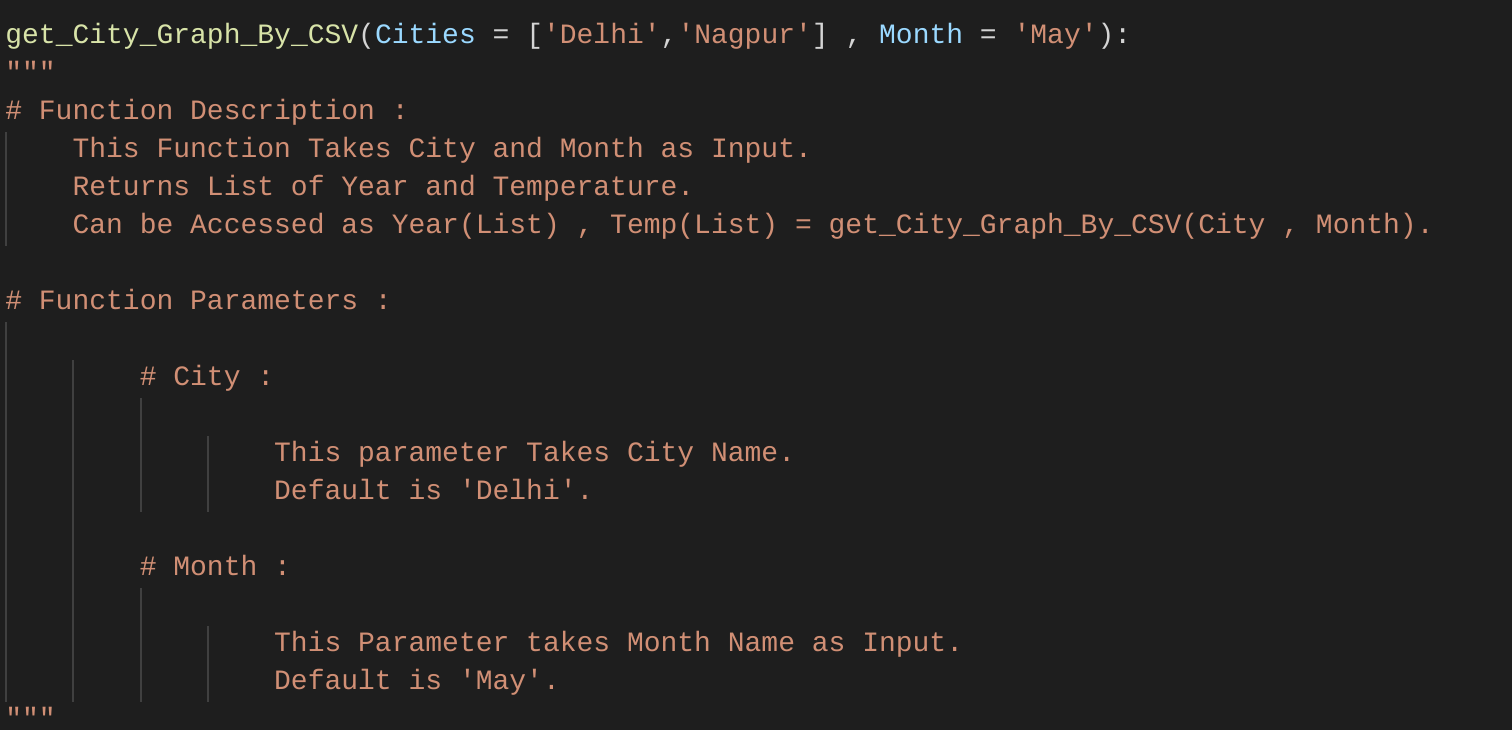 get_City_Graph_By_CSV(Cities = ['Delhi','Nagpur'] , Month = 'May'):
"""
# Function Description :
This Function Takes City and Month as Input.
Returns List of Year and Temperature.
Can be Accessed as Year(List) , Temp(List) = get_City_Graph_By_CSV(City , Month).
# Function Parameters :
# City :
This parameter Takes City Name.
Default is 'Delhi'.
# Month :
This Parameter takes Month Name as Input.
Default is 'May'.
"""